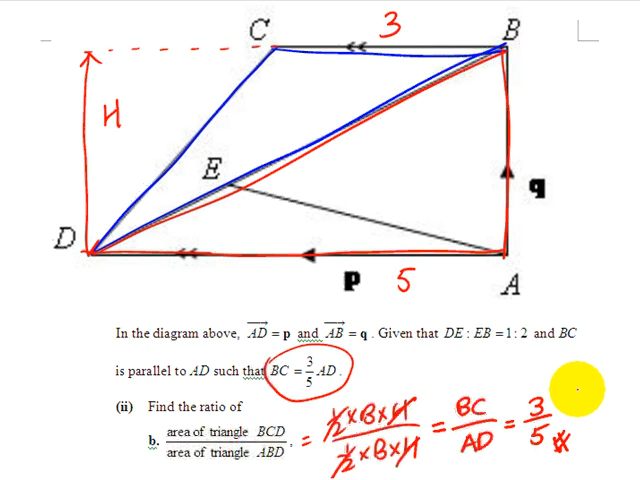 C 3 B
H
E
q
D
p 5 A
In the diagram above, AD = p and AB = q . Given that DE : EB = 1 : 2 and BC
is parallel to AD such that BC = 3/5 AD .
(ii) Find the ratio of
b. area of triangle BCD / area of triangle ABD , = 1/2 × B × H / 1/2 × B × H = BC / AD = 3/5